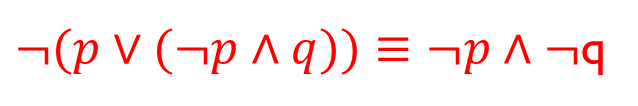 ¬(p ∨ (¬p ∧ q)) ≡ ¬p ∧ ¬q